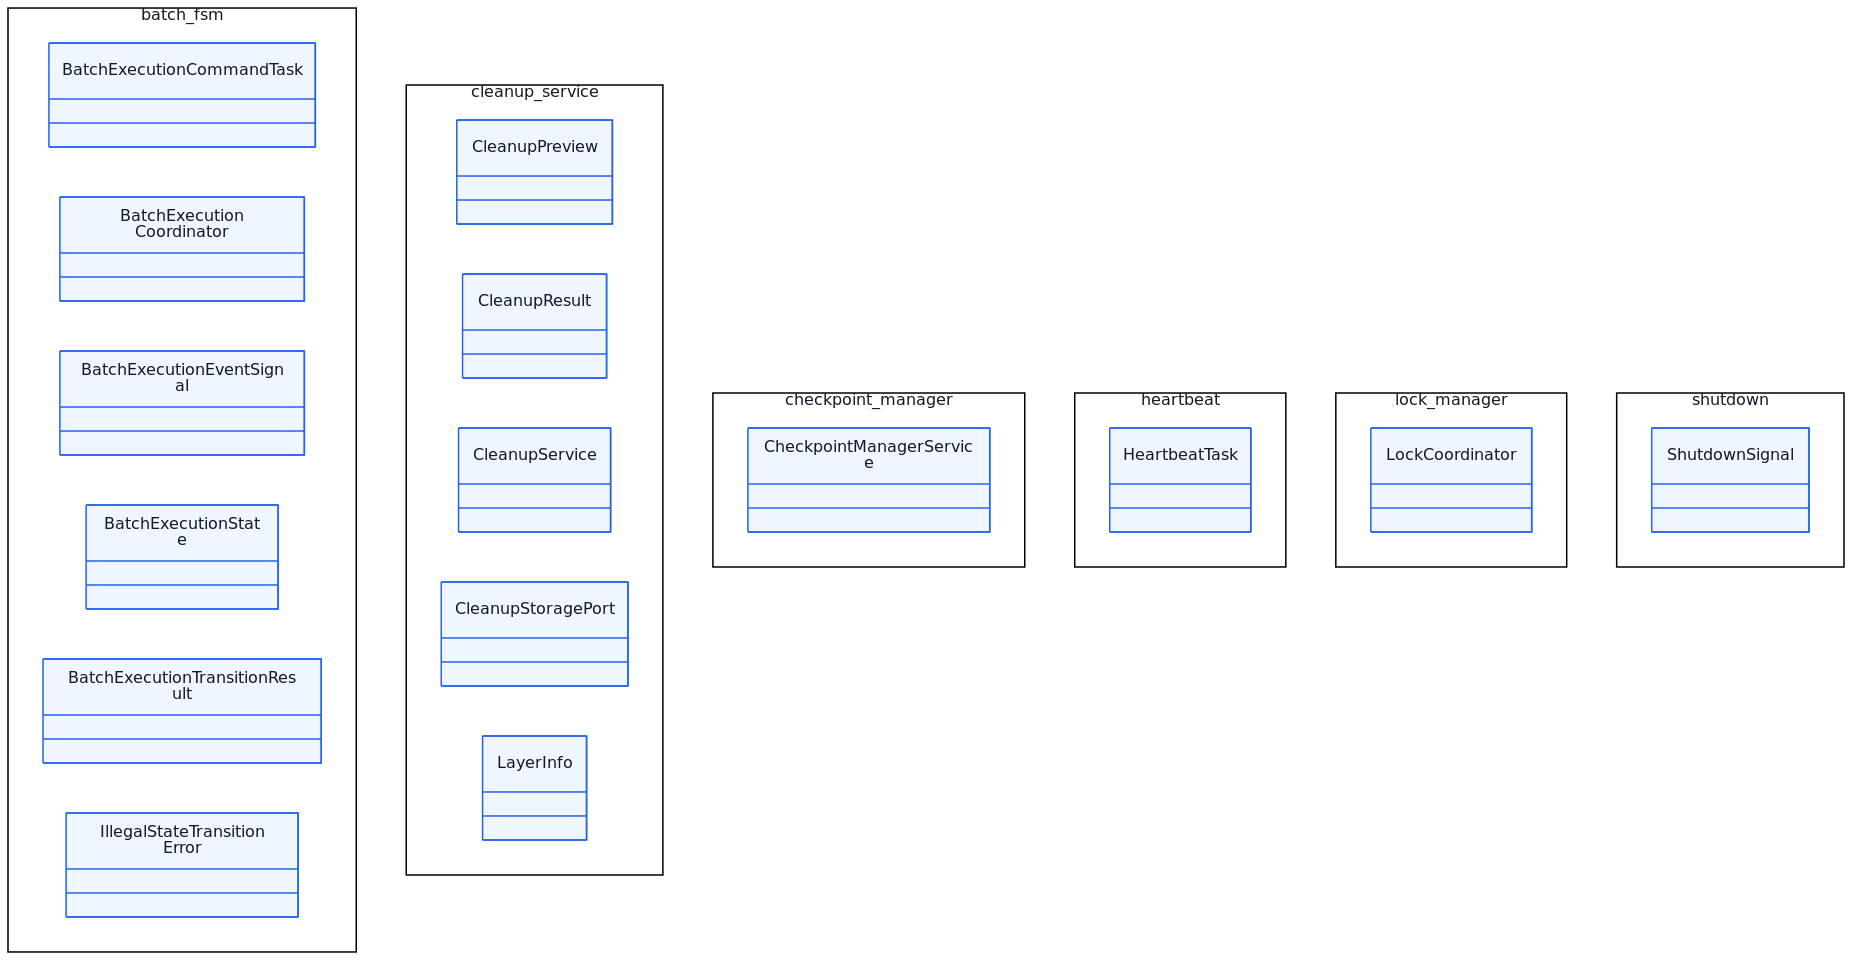 batch_fsm
BatchExecutionCommandTask
BatchExecution
Coordinator
BatchExecutionEventSign
al
BatchExecutionStat
e
BatchExecutionTransitionRes
ult
IllegalStateTransition
Error
cleanup_service
CleanupPreview
CleanupResult
CleanupService
CleanupStoragePort
LayerInfo
checkpoint_manager
CheckpointManagerServic
e
heartbeat
HeartbeatTask
lock_manager
LockCoordinator
shutdown
ShutdownSignal